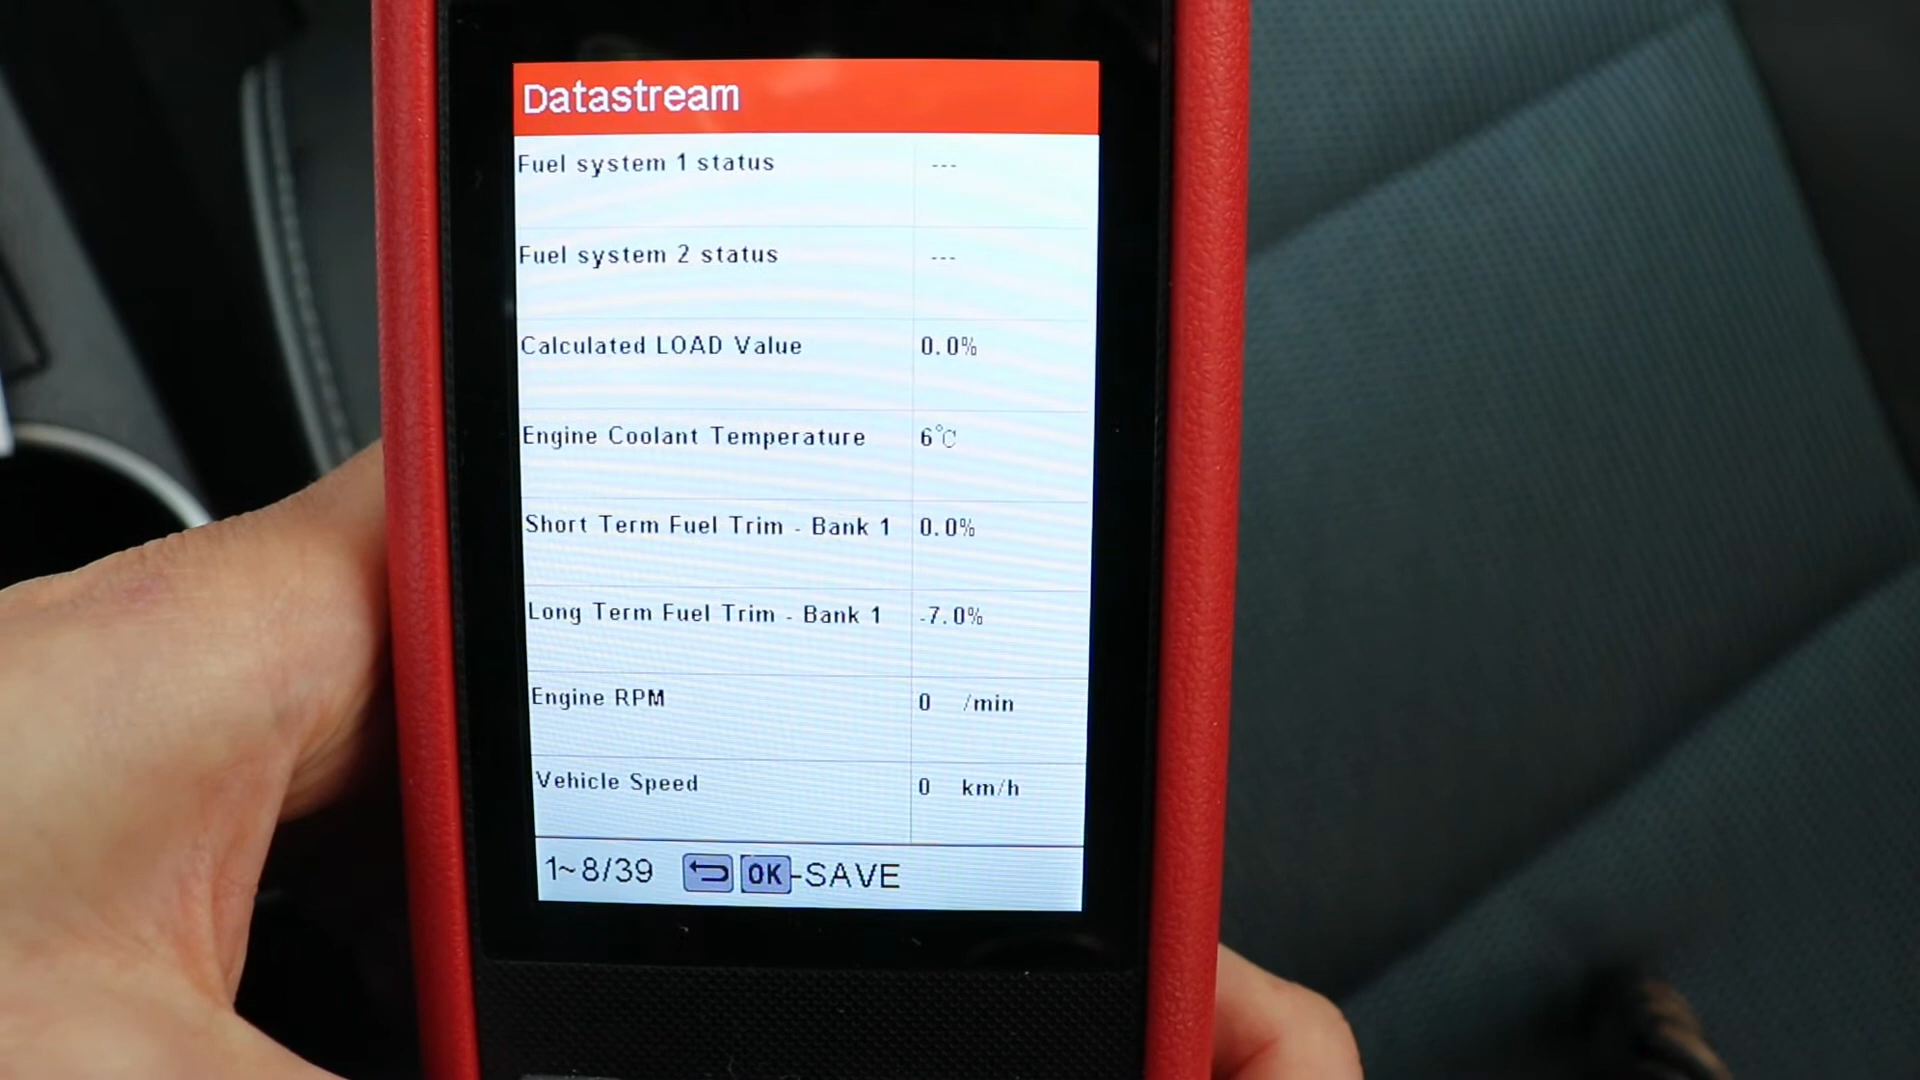 Datastream
Fuel system 1 status ---
Fuel system 2 status ---
Calculated LOAD Value 0.0%
Engine Coolant Temperature 6℃
Short Term Fuel Trim - Bank 1 0.0%
Long Term Fuel Trim - Bank 1 -7.0%
Engine RPM 0 /min
Vehicle Speed 0 km/h
1~8/39 OK-SAVE